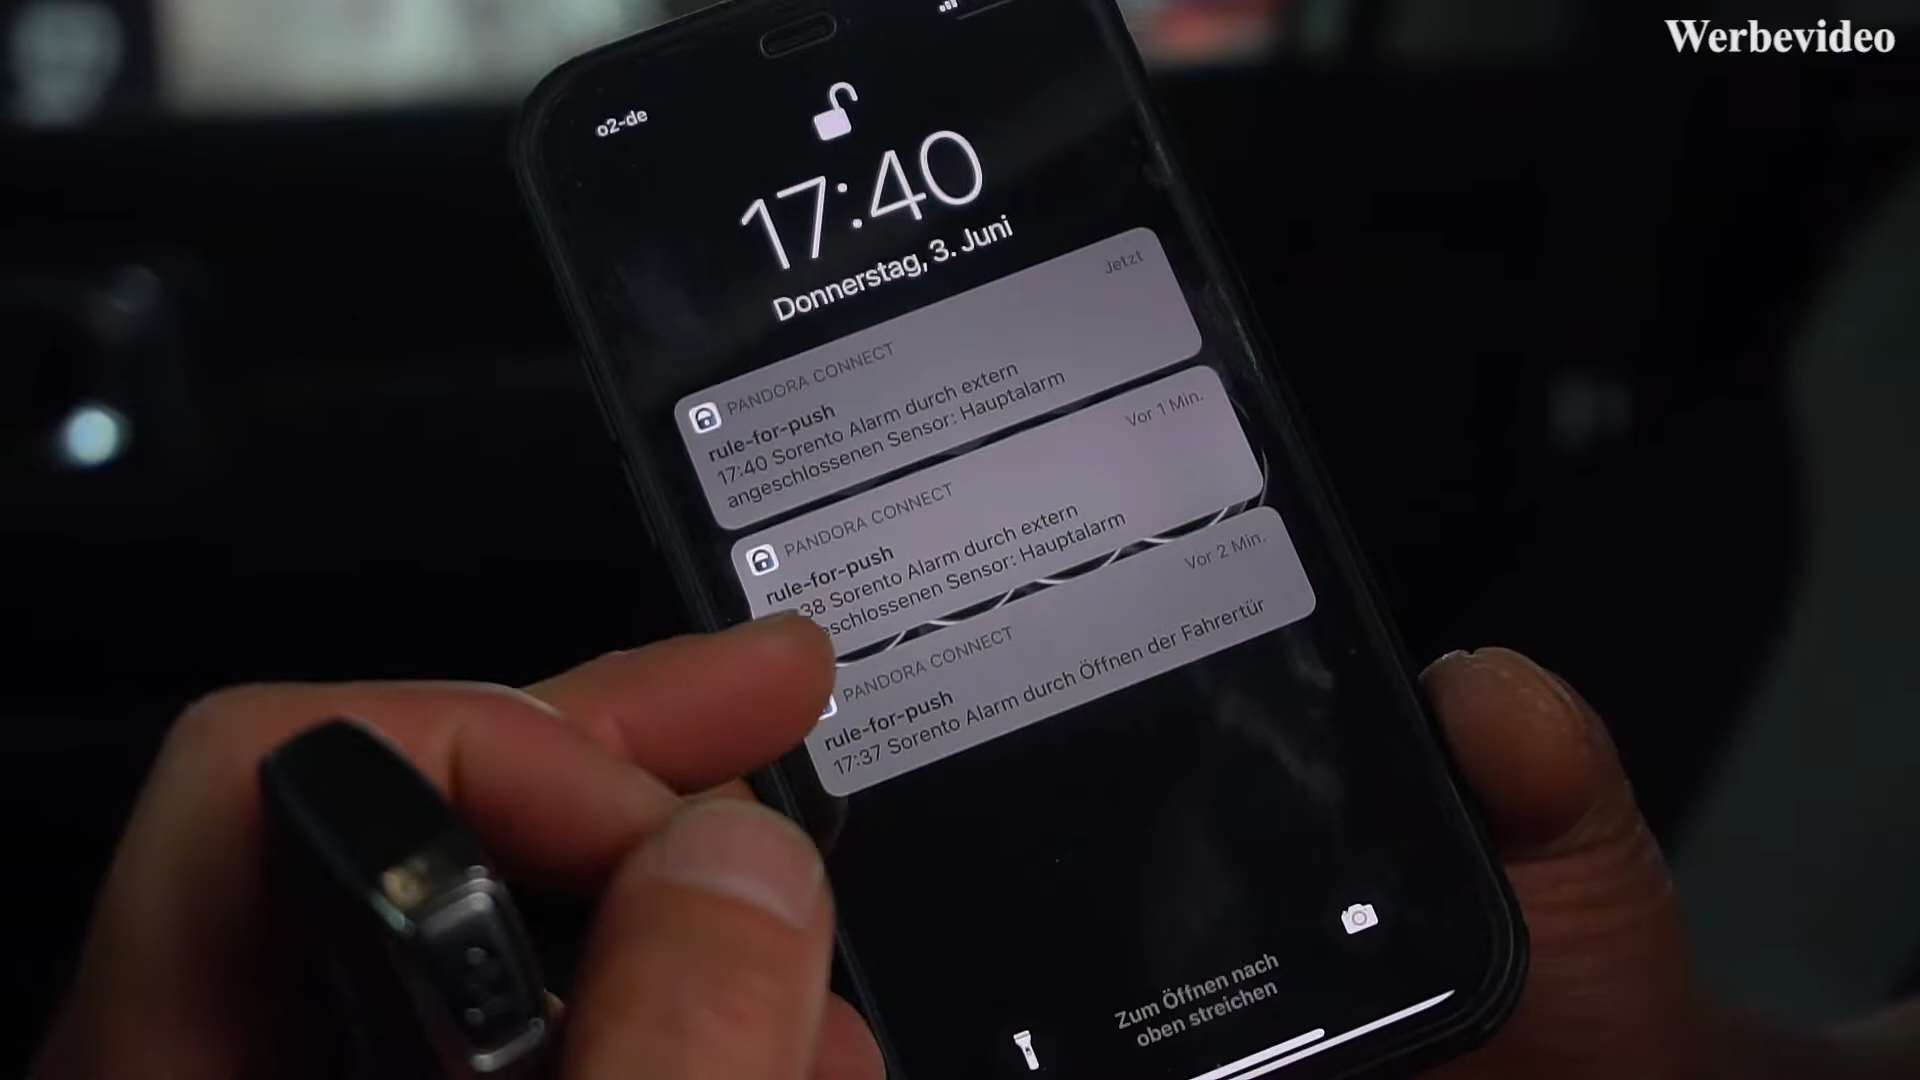 Werbevideo
o2-de
17:40
Donnerstag, 3. Juni
PANDORA CONNECT
Jetzt
rule-for-push
17:40 Sorento Alarm durch extern
angeschlossenen Sensor: Hauptalarm
PANDORA CONNECT
Vor 1 Min.
rule-for-push
38 Sorento Alarm durch extern
eschlossenen Sensor: Hauptalarm
PANDORA CONNECT
Vor 2 Min.
rule-for-push
17:37 Sorento Alarm durch Öffnen der Fahrertür
Zum Öffnen nach
oben streichen